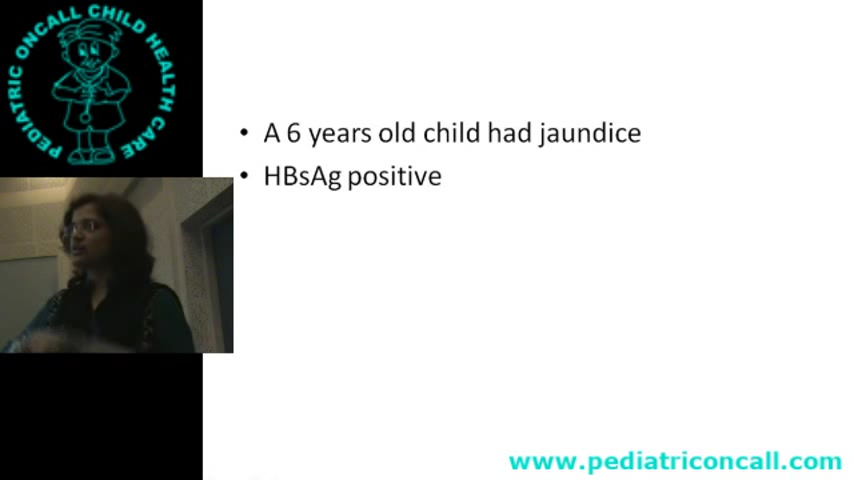 PEDIATRIC ONCALL CHILD HEALTH CARE
• A 6 years old child had jaundice
• HBsAg positive
www.pediatriconcall.com